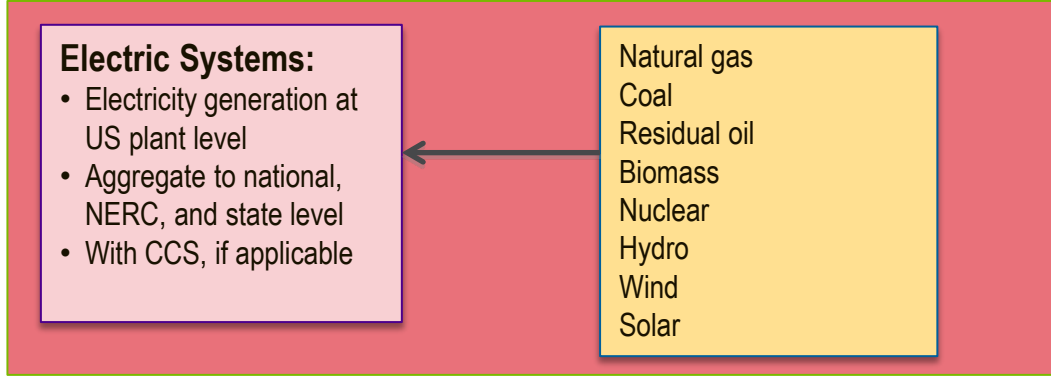 Electric Systems:
• Electricity generation at
US plant level
• Aggregate to national,
NERC, and state level
• With CCS, if applicable
Natural gas
Coal
Residual oil
Biomass
Nuclear
Hydro
Wind
Solar